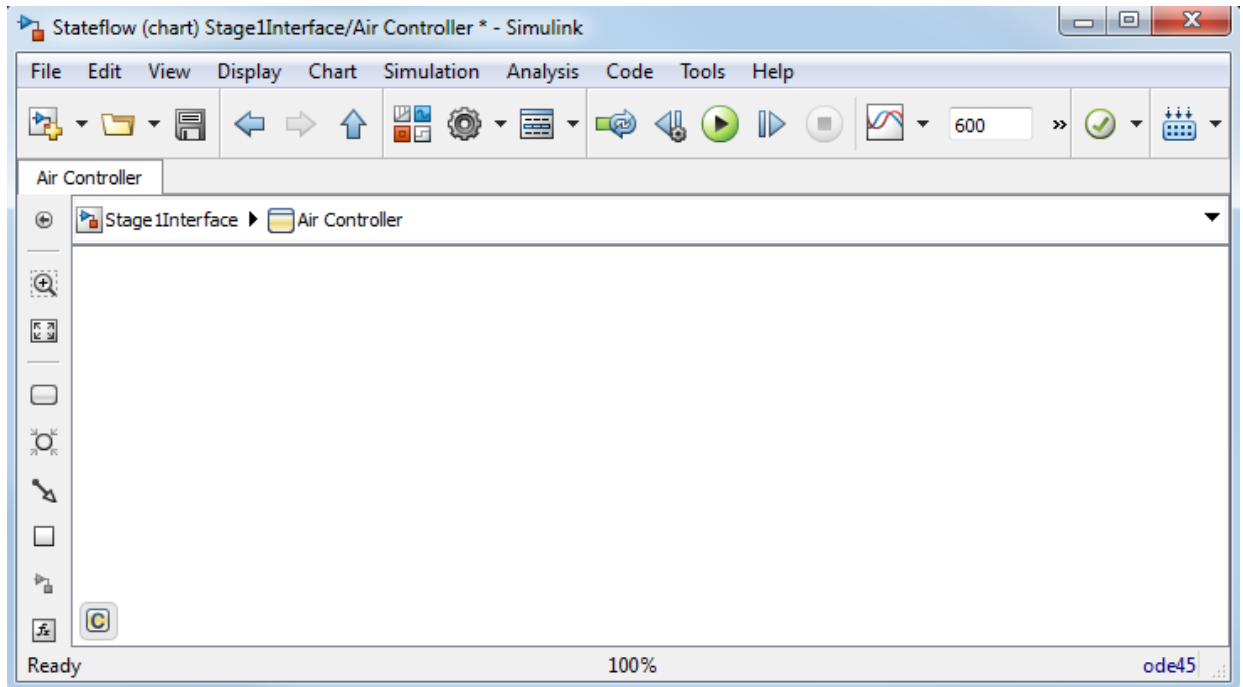 Stateflow (chart) Stage1Interface/Air Controller * - Simulink
File Edit View Display Chart Simulation Analysis Code Tools Help
600 »
Air Controller
Stage1Interface Air Controller
fx
C
Ready 100% ode45